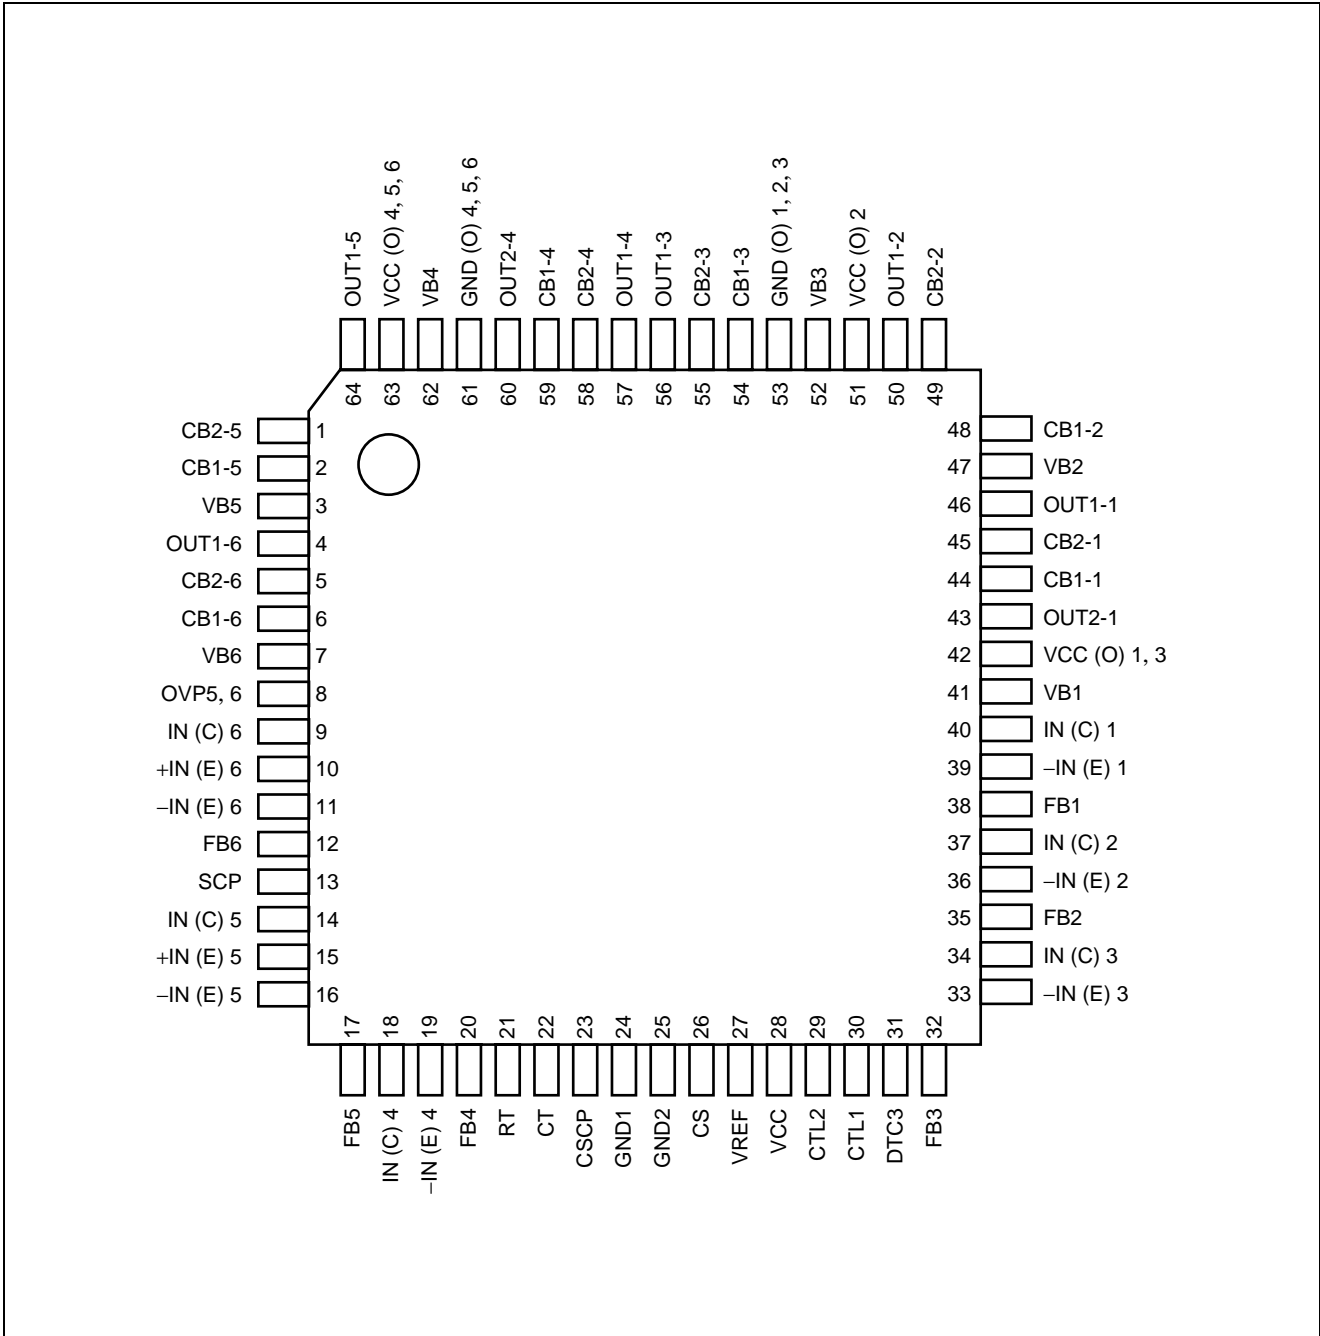 OUT1-5
VCC (O) 4, 5, 6
VB4
GND (O) 4, 5, 6
OUT2-4
CB1-4
CB2-4
OUT1-4
OUT1-3
CB2-3
CB1-3
GND (O) 1, 2, 3
VB3
VCC (O) 2
OUT1-2
CB2-2
64
63
62
61
60
59
58
57
56
55
54
53
52
51
50
49
CB2-5 1
CB1-5 2
VB5 3
OUT1-6 4
CB2-6 5
CB1-6 6
VB6 7
OVP5, 6 8
IN (C) 6 9
+IN (E) 6 10
−IN (E) 6 11
FB6 12
SCP 13
IN (C) 5 14
+IN (E) 5 15
−IN (E) 5 16
48 CB1-2
47 VB2
46 OUT1-1
45 CB2-1
44 CB1-1
43 OUT2-1
42 VCC (O) 1, 3
41 VB1
40 IN (C) 1
39 −IN (E) 1
38 FB1
37 IN (C) 2
36 −IN (E) 2
35 FB2
34 IN (C) 3
33 −IN (E) 3
17
18
19
20
21
22
23
24
25
26
27
28
29
30
31
32
FB5
IN (C) 4
−IN (E) 4
FB4
RT
CT
CSCP
GND1
GND2
CS
VREF
VCC
CTL2
CTL1
DTC3
FB3